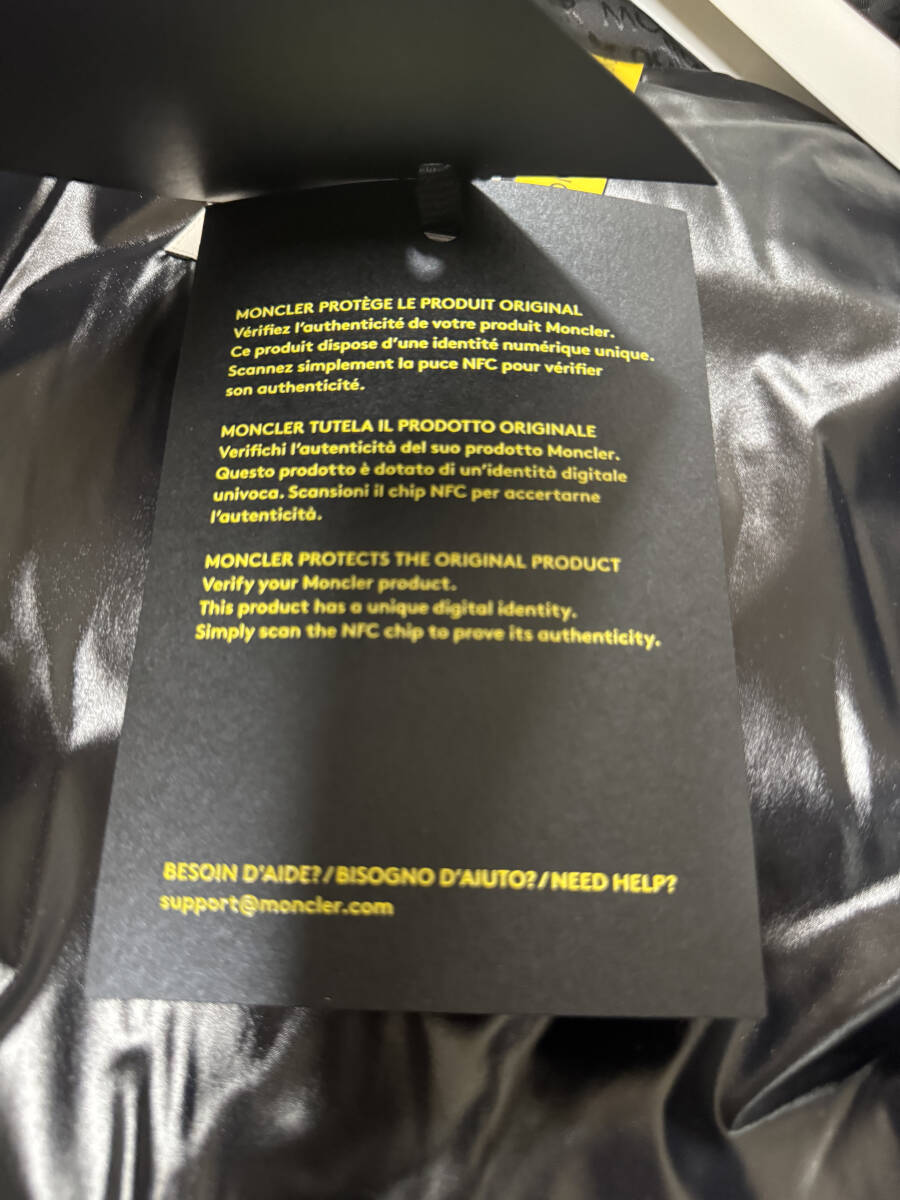 MONCLER PROTÈGE LE PRODUIT ORIGINAL
Vérifiez l'authenticité de votre produit Moncler.
Ce produit dispose d'une identité numérique unique.
Scannez simplement la puce NFC pour vérifier
son authenticité.
MONCLER TUTELA IL PRODOTTO ORIGINALE
Verifichi l'autenticità del suo prodotto Moncler.
Questo prodotto è dotato di un'identità digitale
univoca. Scansioni il chip NFC per accertarne
l'autenticità.
MONCLER PROTECTS THE ORIGINAL PRODUCT
Verify your Moncler product.
This product has a unique digital identity.
Simply scan the NFC chip to prove its authenticity.
BESOIN D'AIDE?/BISOGNO D'AIUTO?/NEED HELP?
support@moncler.com